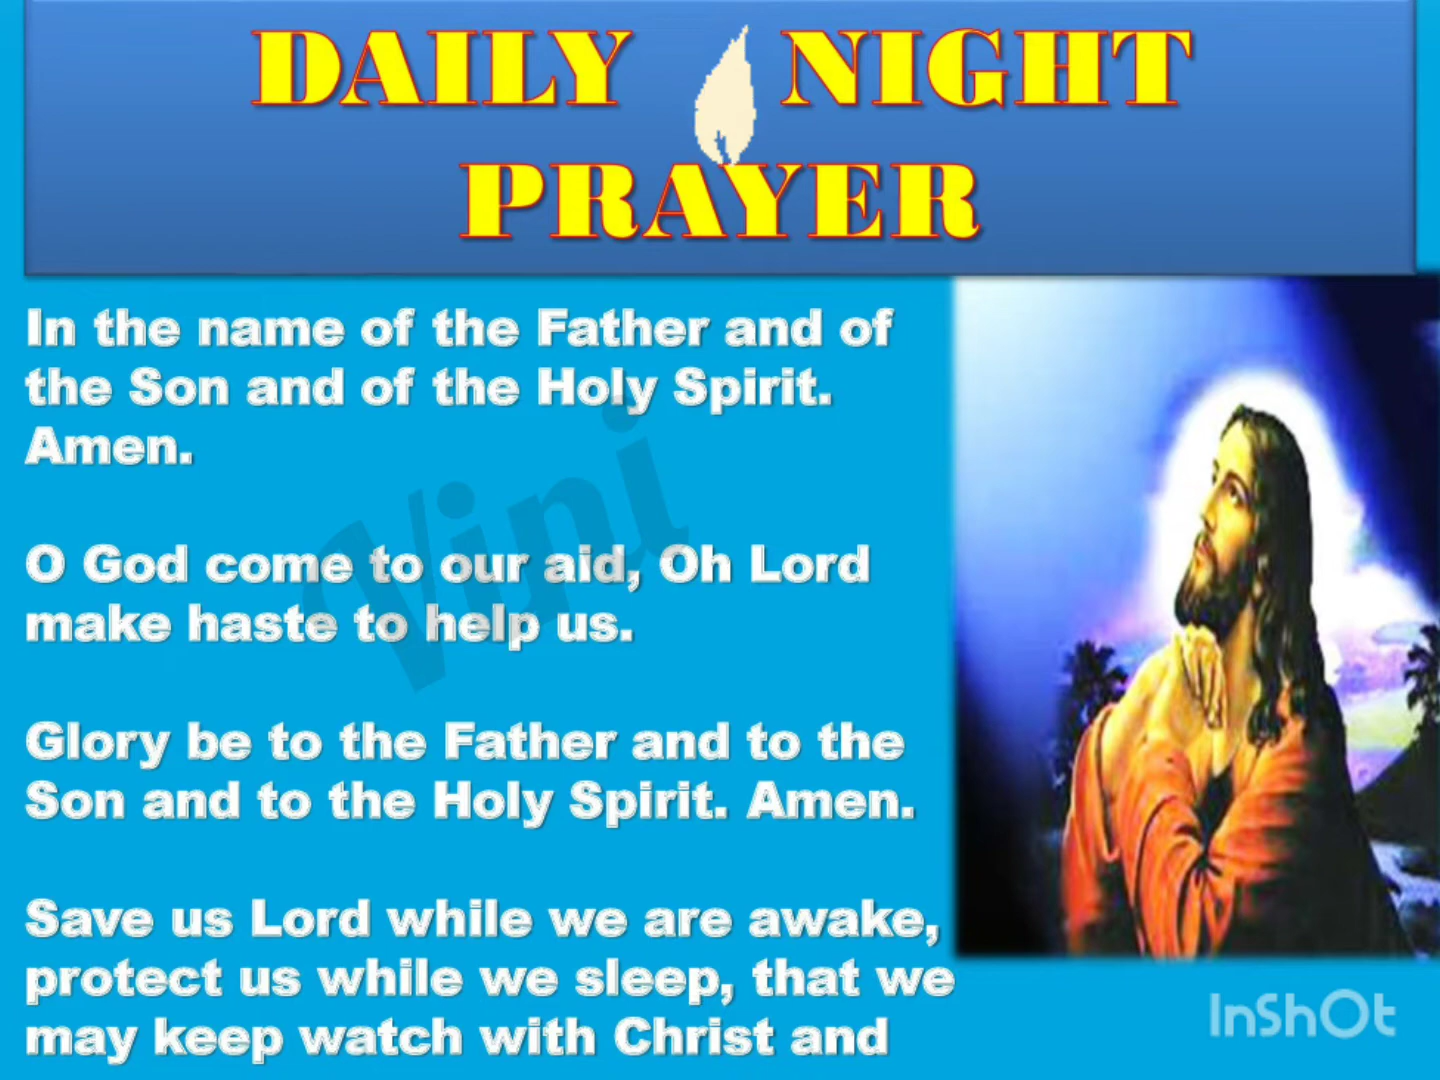 DAILY NIGHT
PRAYER
In the name of the Father and of
the Son and of the Holy Spirit.
Amen.
O God come to our aid, Oh Lord
make haste to help us.
Glory be to the Father and to the
Son and to the Holy Spirit. Amen.
Save us Lord while we are awake,
protect us while we sleep, that we
may keep watch with Christ and
Vini
InShOt